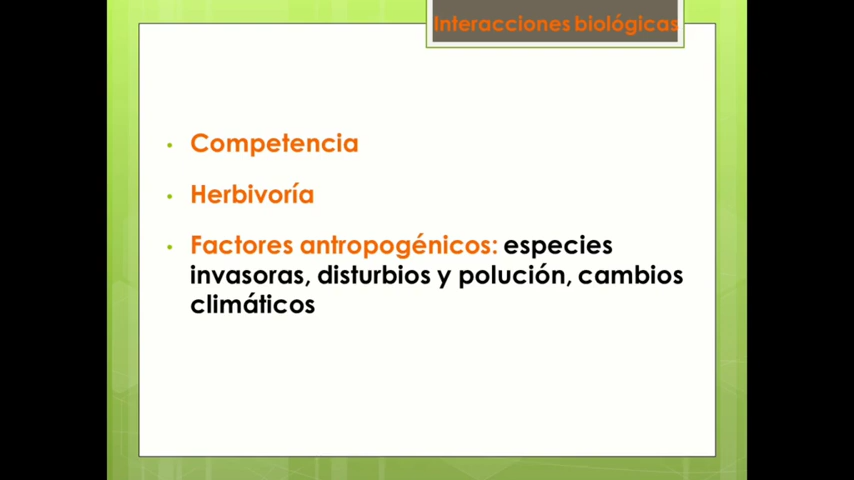 Interacciones biológicas
• Competencia
• Herbivoría
• Factores antropogénicos: especies
invasoras, disturbios y polución, cambios
climáticos